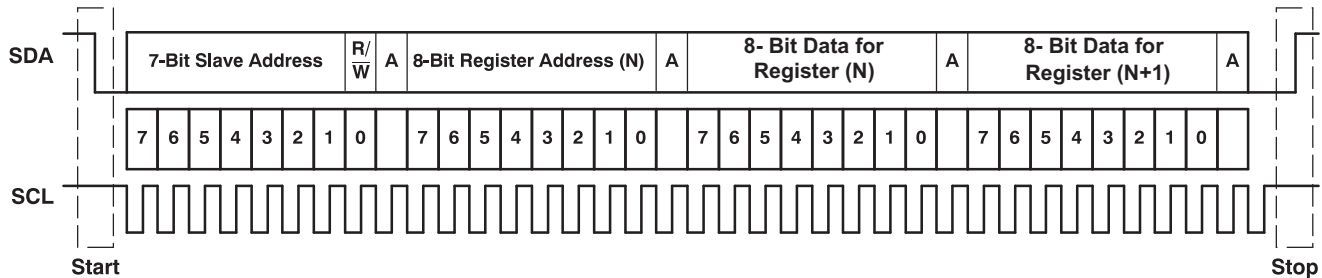 SDA
7-Bit Slave Address
R/
W
A
8-Bit Register Address (N)
A
8- Bit Data for
Register (N)
A
8- Bit Data for
Register (N+1)
A
7 6 5 4 3 2 1 0 7 6 5 4 3 2 1 0 7 6 5 4 3 2 1 0 7 6 5 4 3 2 1 0
SCL
Start
Stop